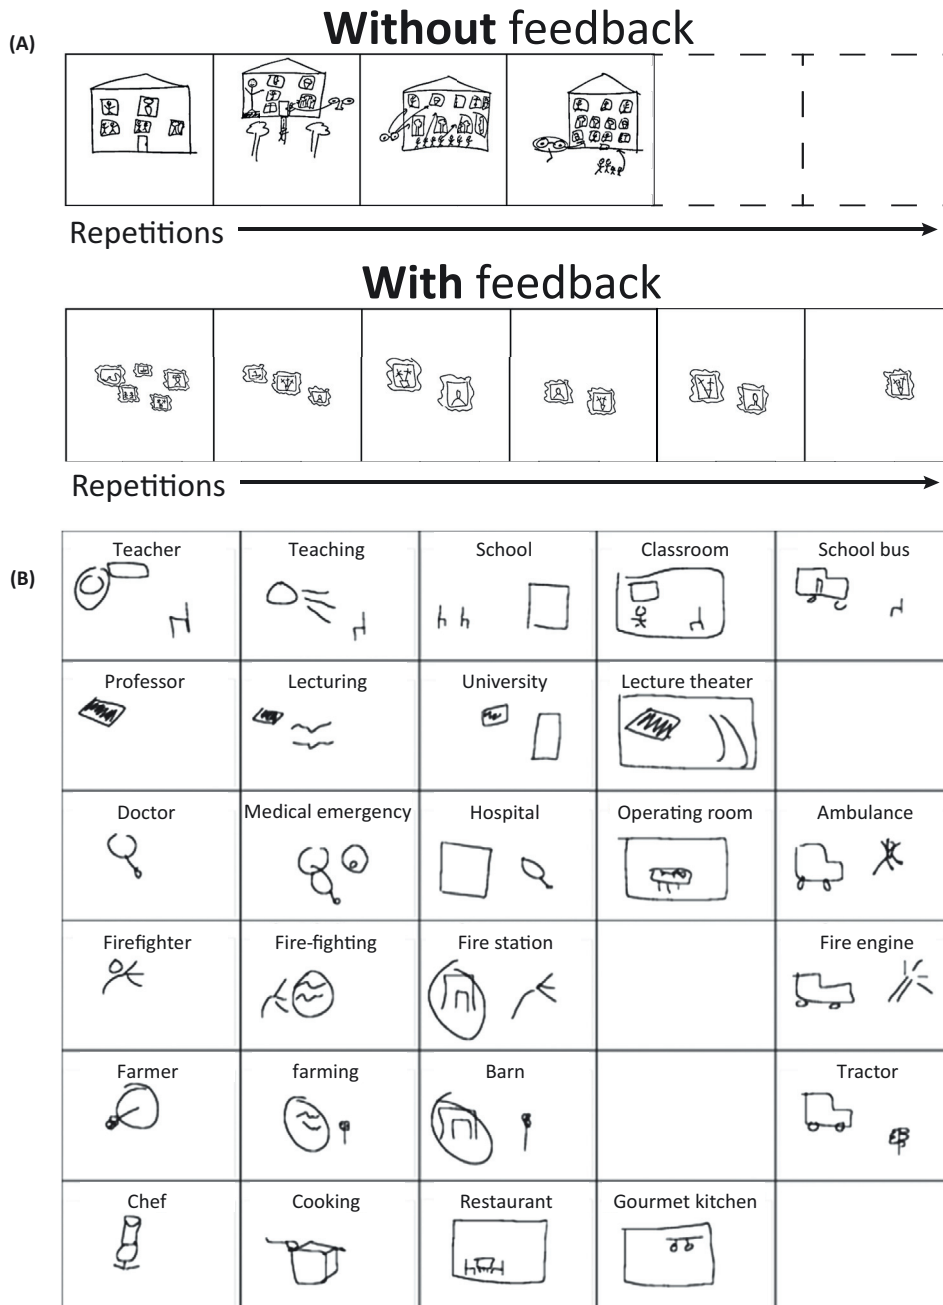 Without feedback
(A)
Repetitions
With feedback
Repetitions
(B)
Teacher Teaching School Classroom School bus
Professor Lecturing University Lecture theater
Doctor Medical emergency Hospital Operating room Ambulance
Firefighter Fire-fighting Fire station Fire engine
Farmer farming Barn Tractor
Chef Cooking Restaurant Gourmet kitchen